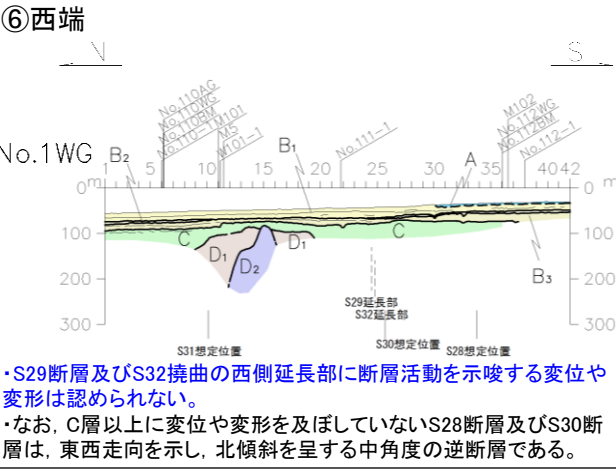 ⑥西端
N
S
No.110AG
No.110WG
No.110BM
No.110-1
M101
M5
W101-1
No.111-1
M102
No.112WG
No.112BM
No.112-1
No.1WG
B₂
B₁
A
1 5 10 15 20 25 30 35 40 42
0m 0m
100 100
200 200
300 300
C
D₁
D₂
D₁
C
B₃
S29延長部
S32延長部
S31想定位置
S30想定位置
S28想定位置
・S29断層及びS32撓曲の西側延長部に断層活動を示唆する変位や
変形は認められない。
・なお，C層以上に変位や変形を及ぼしていないS28断層及びS30断
層は，東西走向を示し，北傾斜を呈する中角度の逆断層である。